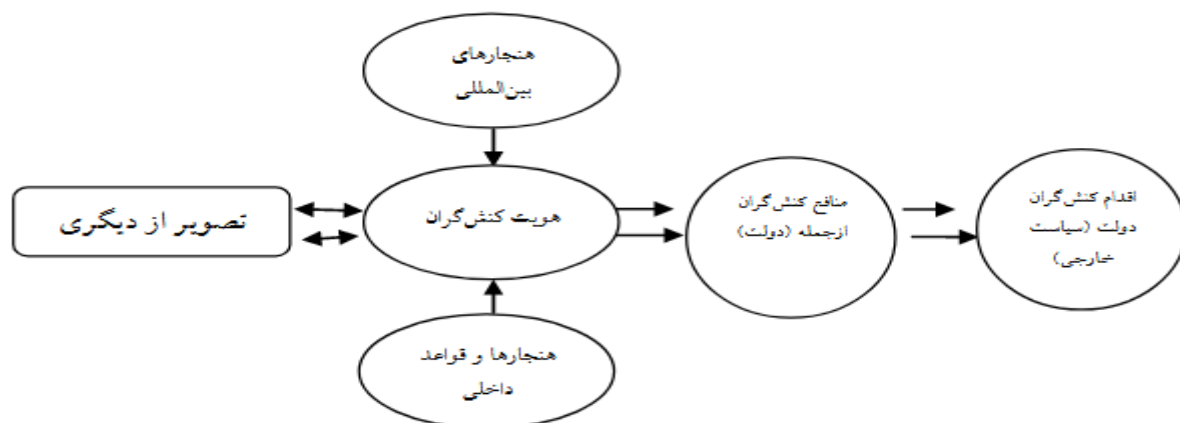 هنجارهای
بین‌المللی
تصویر از دیگری
هویت کنش‌گران
منافع کنش‌گران
ازجمله (دولت)
اقدام کنش‌گران
دولت (سیاست
خارجی)
هنجارها و قواعد
داخلی